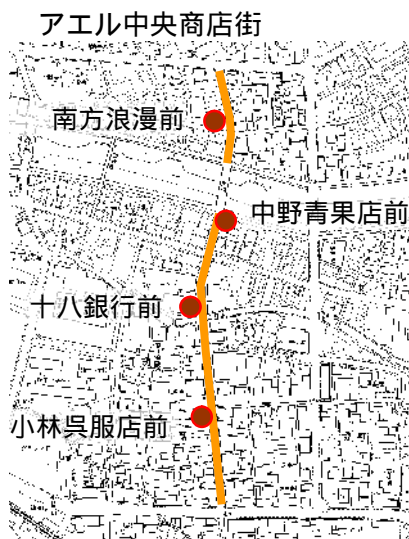 アエル中央商店街
南方浪漫前
中野青果店前
十八銀行前
小林呉服店前